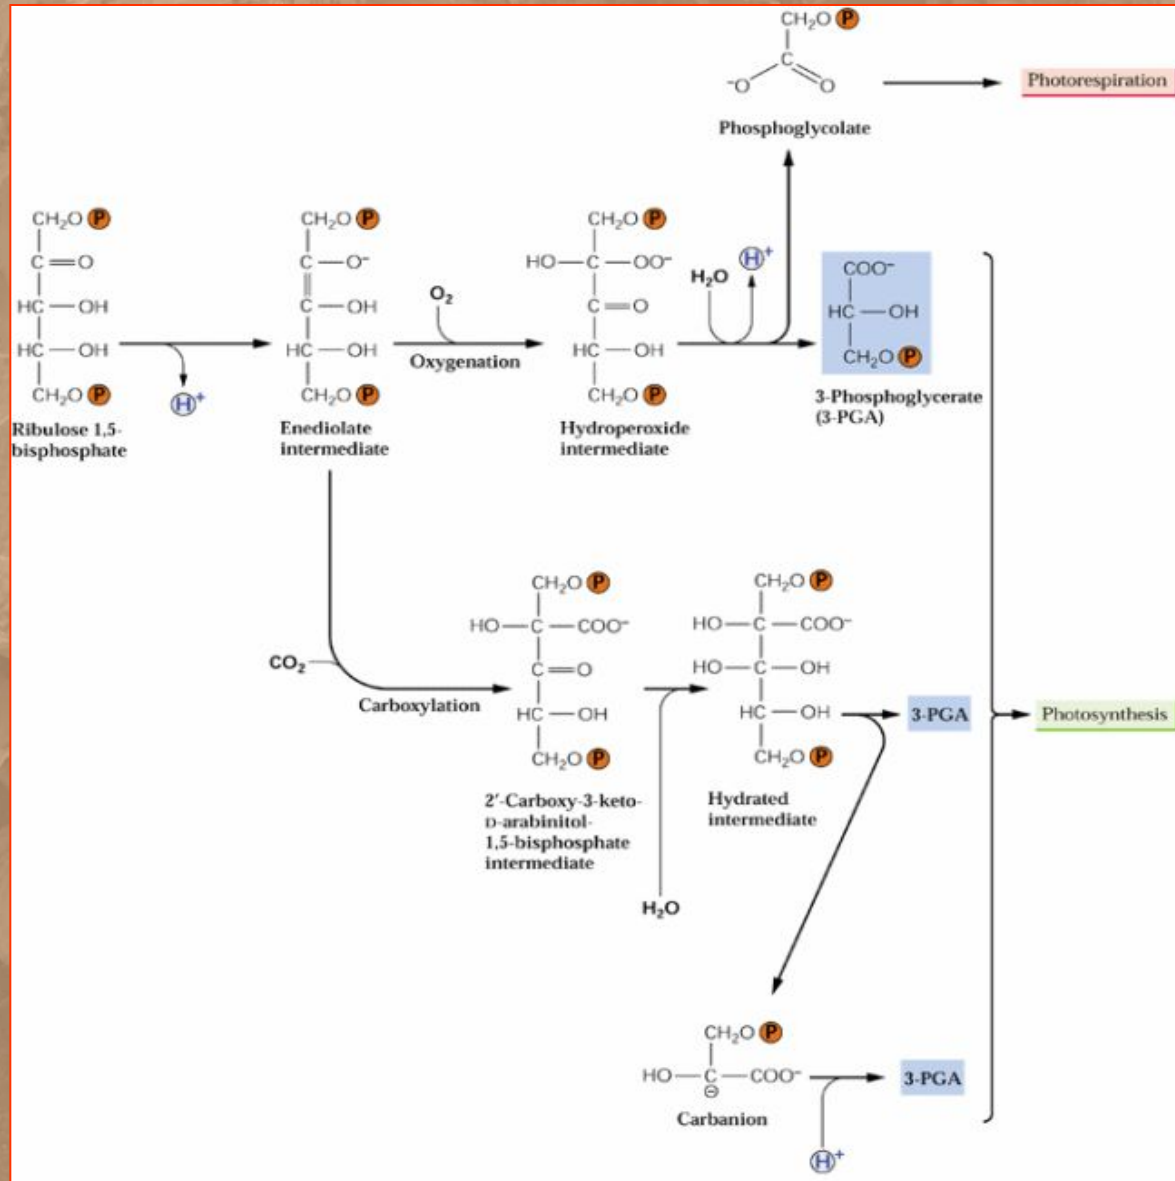 CH₂O P
C
⁻O
O
Phosphoglycolate
Photorespiration
CH₂O P
C=O
HC—OH
HC—OH
CH₂O P
Ribulose 1,5-
bisphosphate
H⁺
CH₂O P
C—O⁻
C—OH
HC—OH
CH₂O P
Enediolate
intermediate
O₂
Oxygenation
CH₂O P
HO—C—OO⁻
C=O
HC—OH
CH₂O P
Hydroperoxide
intermediate
H₂O
H⁺
COO⁻
HC—OH
CH₂O P
3-Phosphoglycerate
(3-PGA)
CO₂
Carboxylation
CH₂O P
HO—C—COO⁻
C=O
HC—OH
CH₂O P
2′-Carboxy-3-keto-
D-arabinitol-
1,5-bisphosphate
intermediate
H₂O
CH₂O P
HO—C—COO⁻
HO—C—OH
HC—OH
CH₂O P
Hydrated
intermediate
3-PGA
Photosynthesis
CH₂O P
HO—C—COO⁻
⊖
Carbanion
H⁺
3-PGA